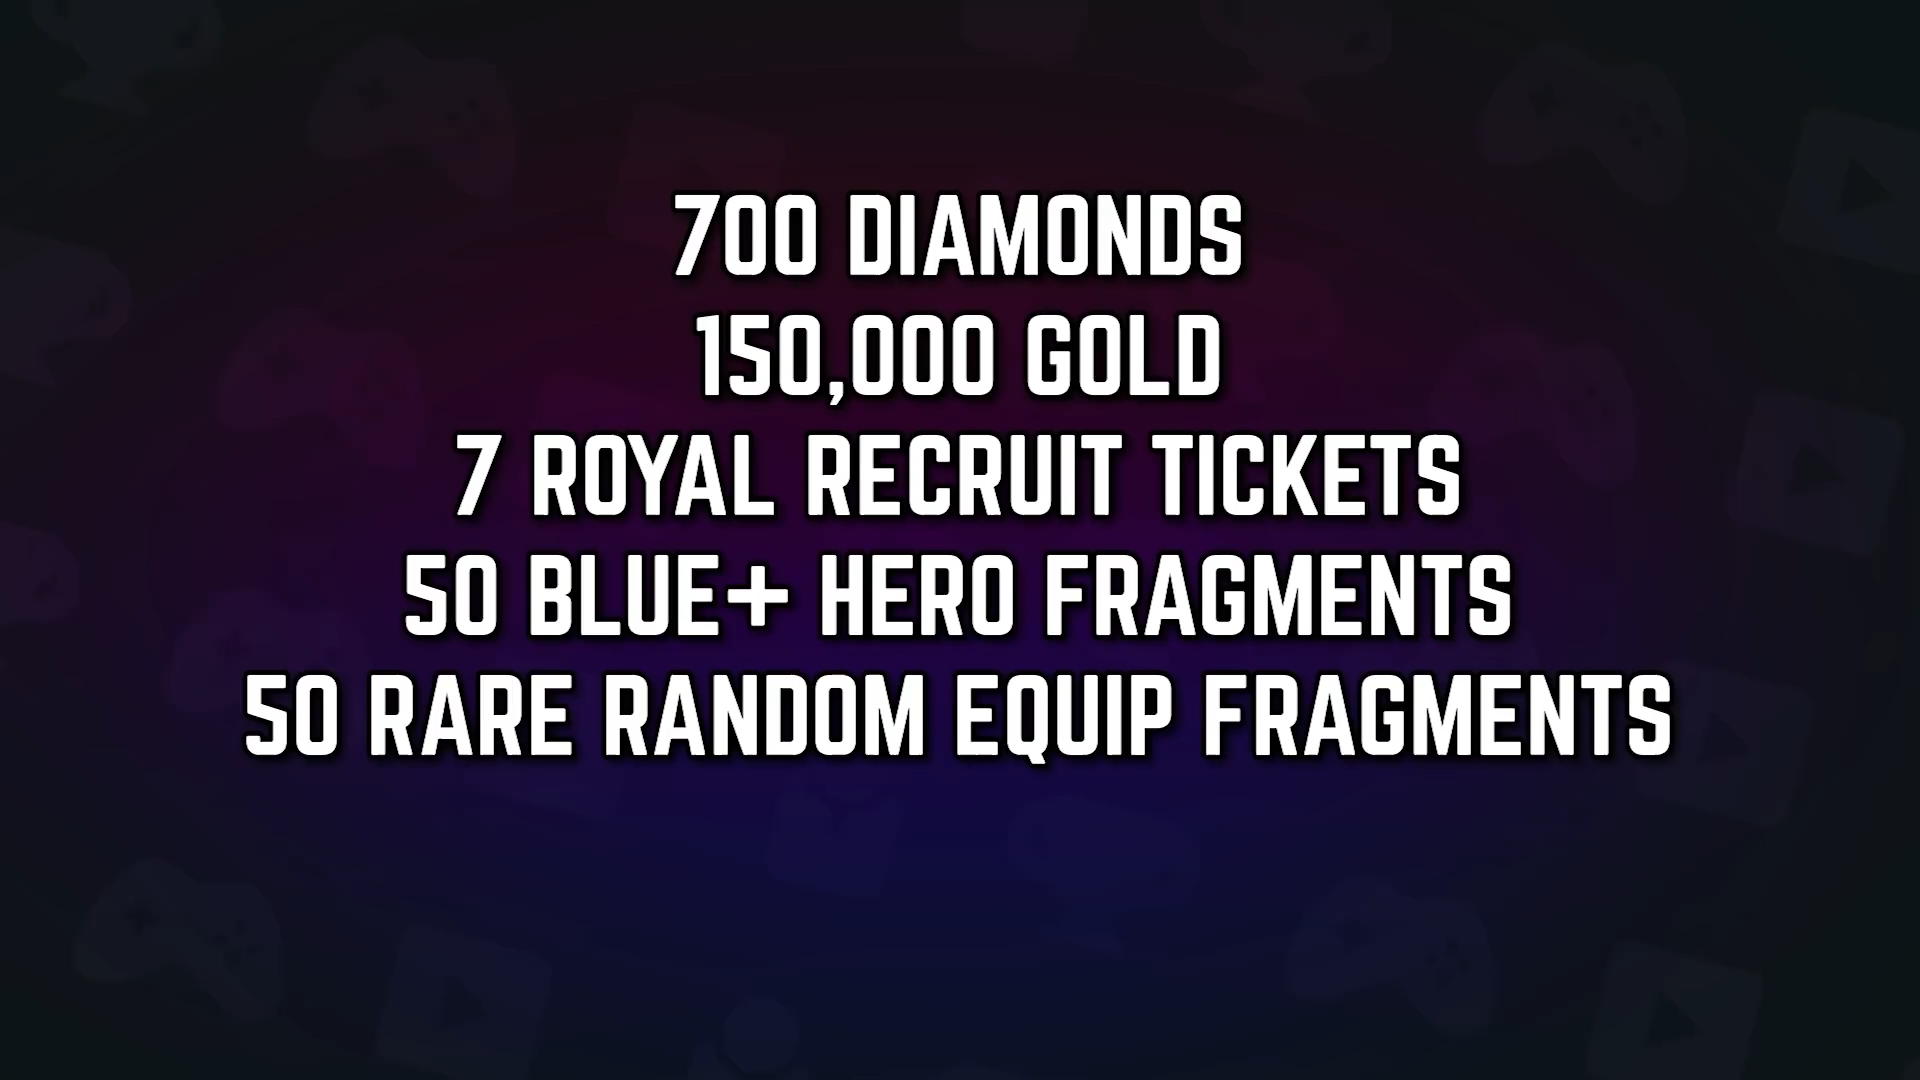 700 DIAMONDS
150,000 GOLD
7 ROYAL RECRUIT TICKETS
50 BLUE+ HERO FRAGMENTS
50 RARE RANDOM EQUIP FRAGMENTS